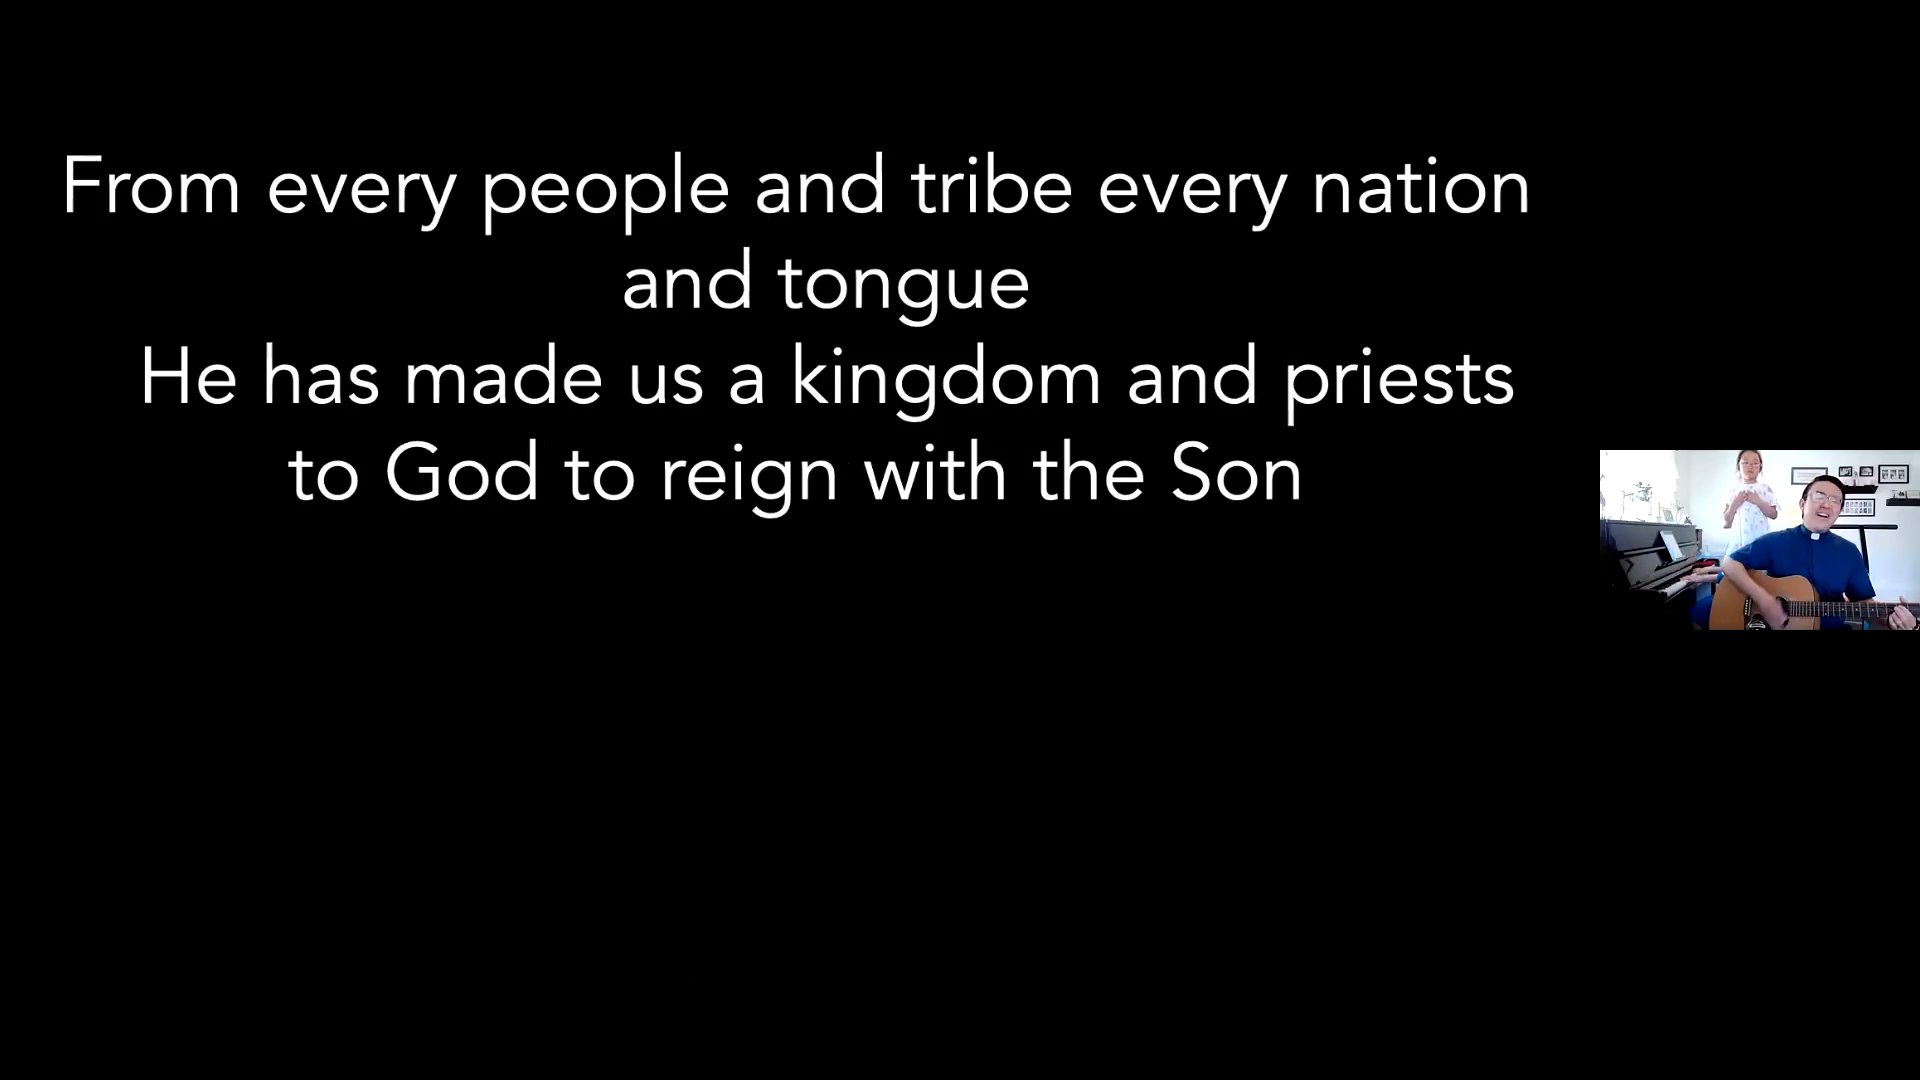 From every people and tribe every nation
and tongue
He has made us a kingdom and priests
to God to reign with the Son